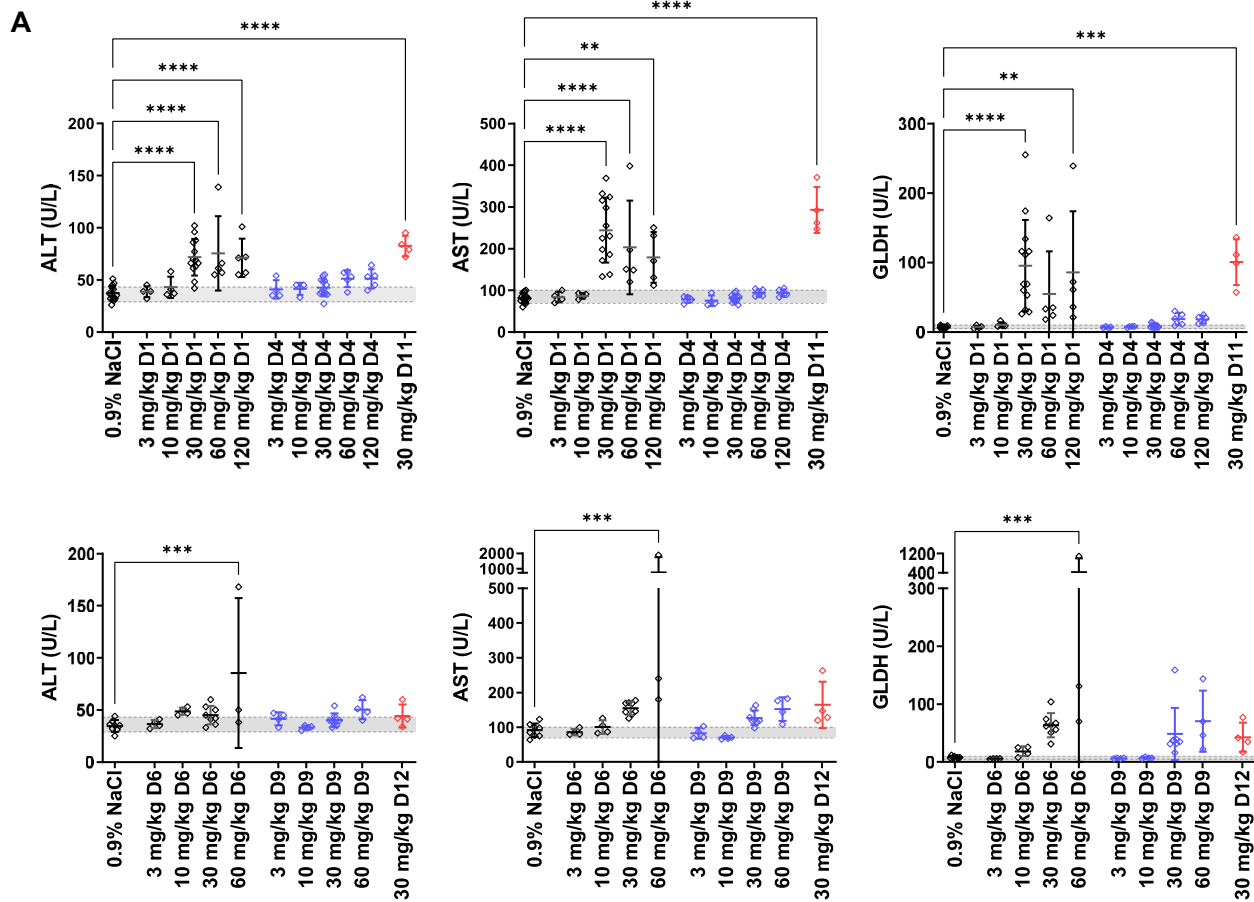 A
****
****
****
****
ALT (U/L)
200
150
100
50
0
0.9% NaCl
3 mg/kg D1
10 mg/kg D1
30 mg/kg D1
60 mg/kg D1
120 mg/kg D1
3 mg/kg D4
10 mg/kg D4
30 mg/kg D4
60 mg/kg D4
120 mg/kg D4
30 mg/kg D11
****
**
****
****
AST (U/L)
500
400
300
200
100
0
0.9% NaCl
3 mg/kg D1
10 mg/kg D1
30 mg/kg D1
60 mg/kg D1
120 mg/kg D1
3 mg/kg D4
10 mg/kg D4
30 mg/kg D4
60 mg/kg D4
120 mg/kg D4
30 mg/kg D11
***
**
****
GLDH (U/L)
300
200
100
0
0.9% NaCl
3 mg/kg D1
10 mg/kg D1
30 mg/kg D1
60 mg/kg D1
120 mg/kg D1
3 mg/kg D4
10 mg/kg D4
30 mg/kg D4
60 mg/kg D4
120 mg/kg D4
30 mg/kg D11
***
ALT (U/L)
200
150
100
50
0
0.9% NaCl
3 mg/kg D6
10 mg/kg D6
30 mg/kg D6
60 mg/kg D6
3 mg/kg D9
10 mg/kg D9
30 mg/kg D9
60 mg/kg D9
30 mg/kg D12
***
AST (U/L)
2000
1000
500
400
300
200
100
0
0.9% NaCl
3 mg/kg D6
10 mg/kg D6
30 mg/kg D6
60 mg/kg D6
3 mg/kg D9
10 mg/kg D9
30 mg/kg D9
60 mg/kg D9
30 mg/kg D12
***
GLDH (U/L)
1200
400
300
200
100
0
0.9% NaCl
3 mg/kg D6
10 mg/kg D6
30 mg/kg D6
60 mg/kg D6
3 mg/kg D9
10 mg/kg D9
30 mg/kg D9
60 mg/kg D9
30 mg/kg D12